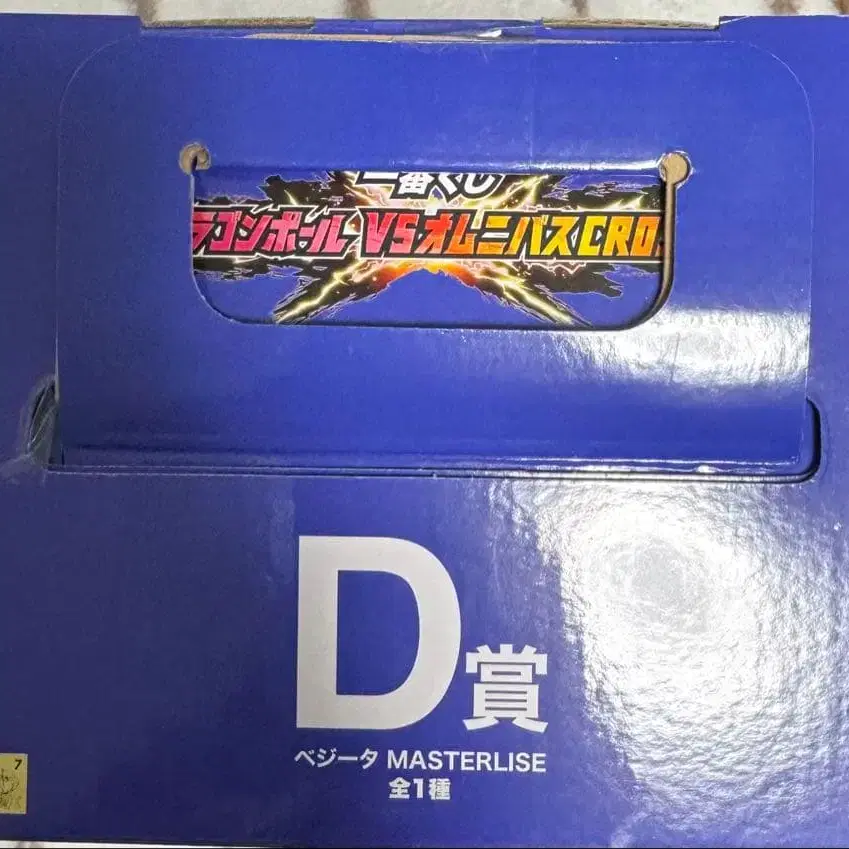 一番くじ
ラゴンボール VSオムニバスCRO
D賞
ベジータ MASTERLISE
全1種
7